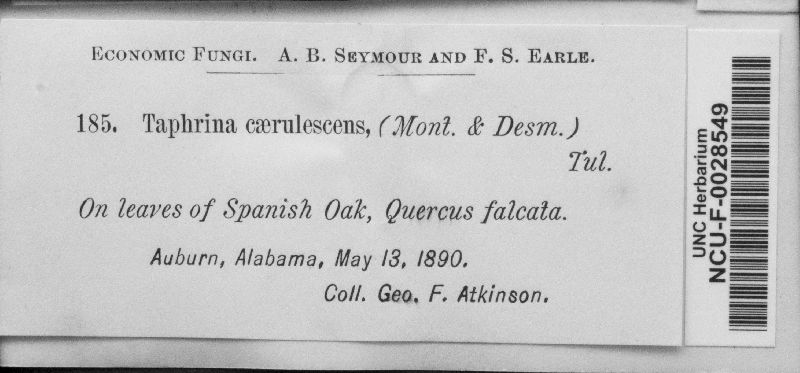 Economic Fungi. A. B. Seymour and F. S. Earle.
185. Taphrina cærulescens, (Mont. & Desm.)
Tul.
On leaves of Spanish Oak, Quercus falcata.
Auburn, Alabama, May 13, 1890.
Coll. Geo. F. Atkinson.
UNC Herbarium
NCU-F-0028549